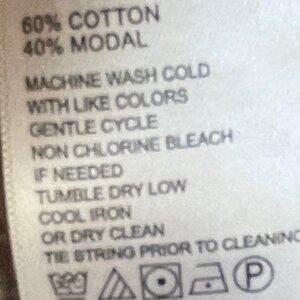 60% COTTON
40% MODAL
MACHINE WASH COLD
WITH LIKE COLORS
GENTLE CYCLE
NON CHLORINE BLEACH
IF NEEDED
TUMBLE DRY LOW
COOL IRON
OR DRY CLEAN
TIE STRING PRIOR TO CLEANING
P